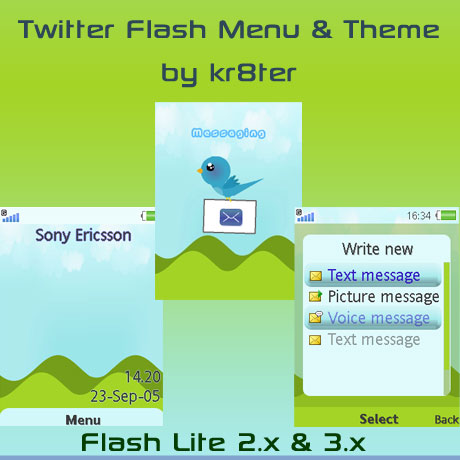 Twitter Flash Menu & Theme
by kr8ter
Messaging
Sony Ericsson
14.20
23-Sep-05
Menu
16:34
Write new
Text message
Picture message
Voice message
Text message
Select Back
Flash Lite 2.x & 3.x